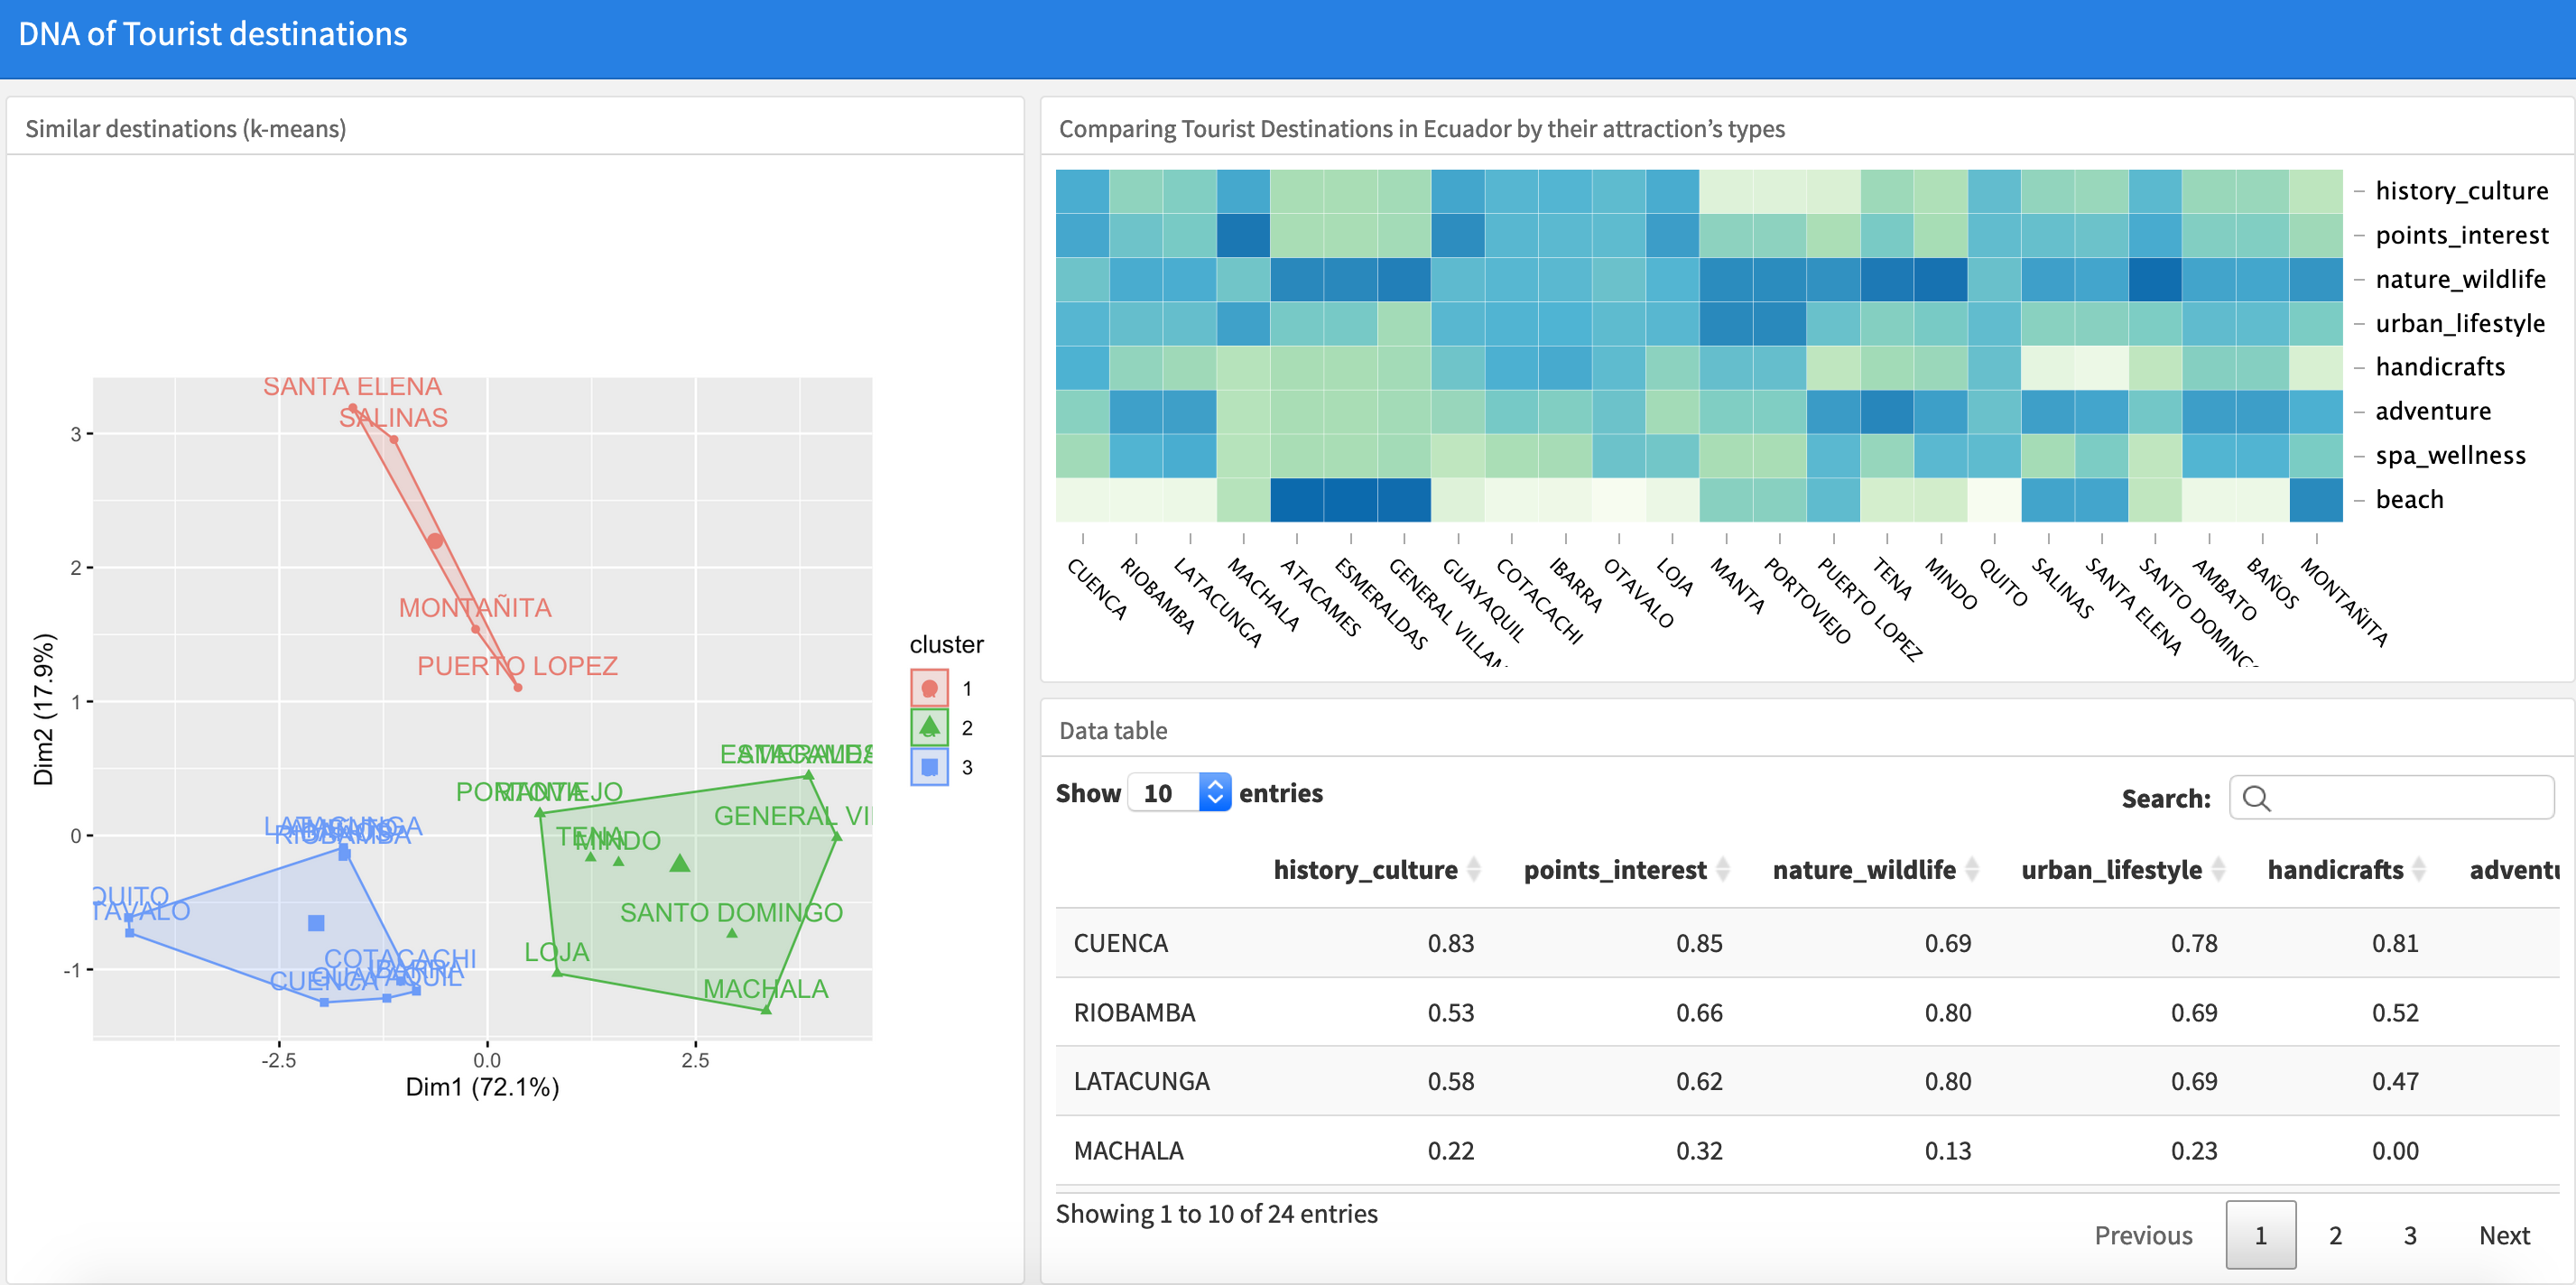 DNA of Tourist destinations
Similar destinations (k-means)
SANTA ELENA
SALINAS
MONTAÑITA
PUERTO LOPEZ
GENERAL VI
TENA
MINDO
SANTO DOMINGO
LOJA
MACHALA
RIOBAMBA
QUITO
TAVALO
COTACACHI
CUENCA
3
2
1
0
-1
-2.5
0.0
2.5
Dim2 (17.9%)
Dim1 (72.1%)
cluster
1
2
3
Comparing Tourist Destinations in Ecuador by their attraction's types
history_culture
points_interest
nature_wildlife
urban_lifestyle
handicrafts
adventure
spa_wellness
beach
CUENCA
RIOBAMBA
LATACUNGA
MACHALA
ATACAMES
ESMERALDAS
GENERAL VILLAM
GUAYAQUIL
COTACACHI
IBARRA
OTAVALO
LOJA
MANTA
PORTOVIEJO
PUERTO LOPEZ
TENA
MINDO
QUITO
SALINAS
SANTA ELENA
SANTO DOMINGO
AMBATO
BAÑOS
MONTAÑITA
Data table
Show 10 entries
Search:
history_culture points_interest nature_wildlife urban_lifestyle handicrafts advent
CUENCA 0.83 0.85 0.69 0.78 0.81
RIOBAMBA 0.53 0.66 0.80 0.69 0.52
LATACUNGA 0.58 0.62 0.80 0.69 0.47
MACHALA 0.22 0.32 0.13 0.23 0.00
Showing 1 to 10 of 24 entries
Previous 1 2 3 Next